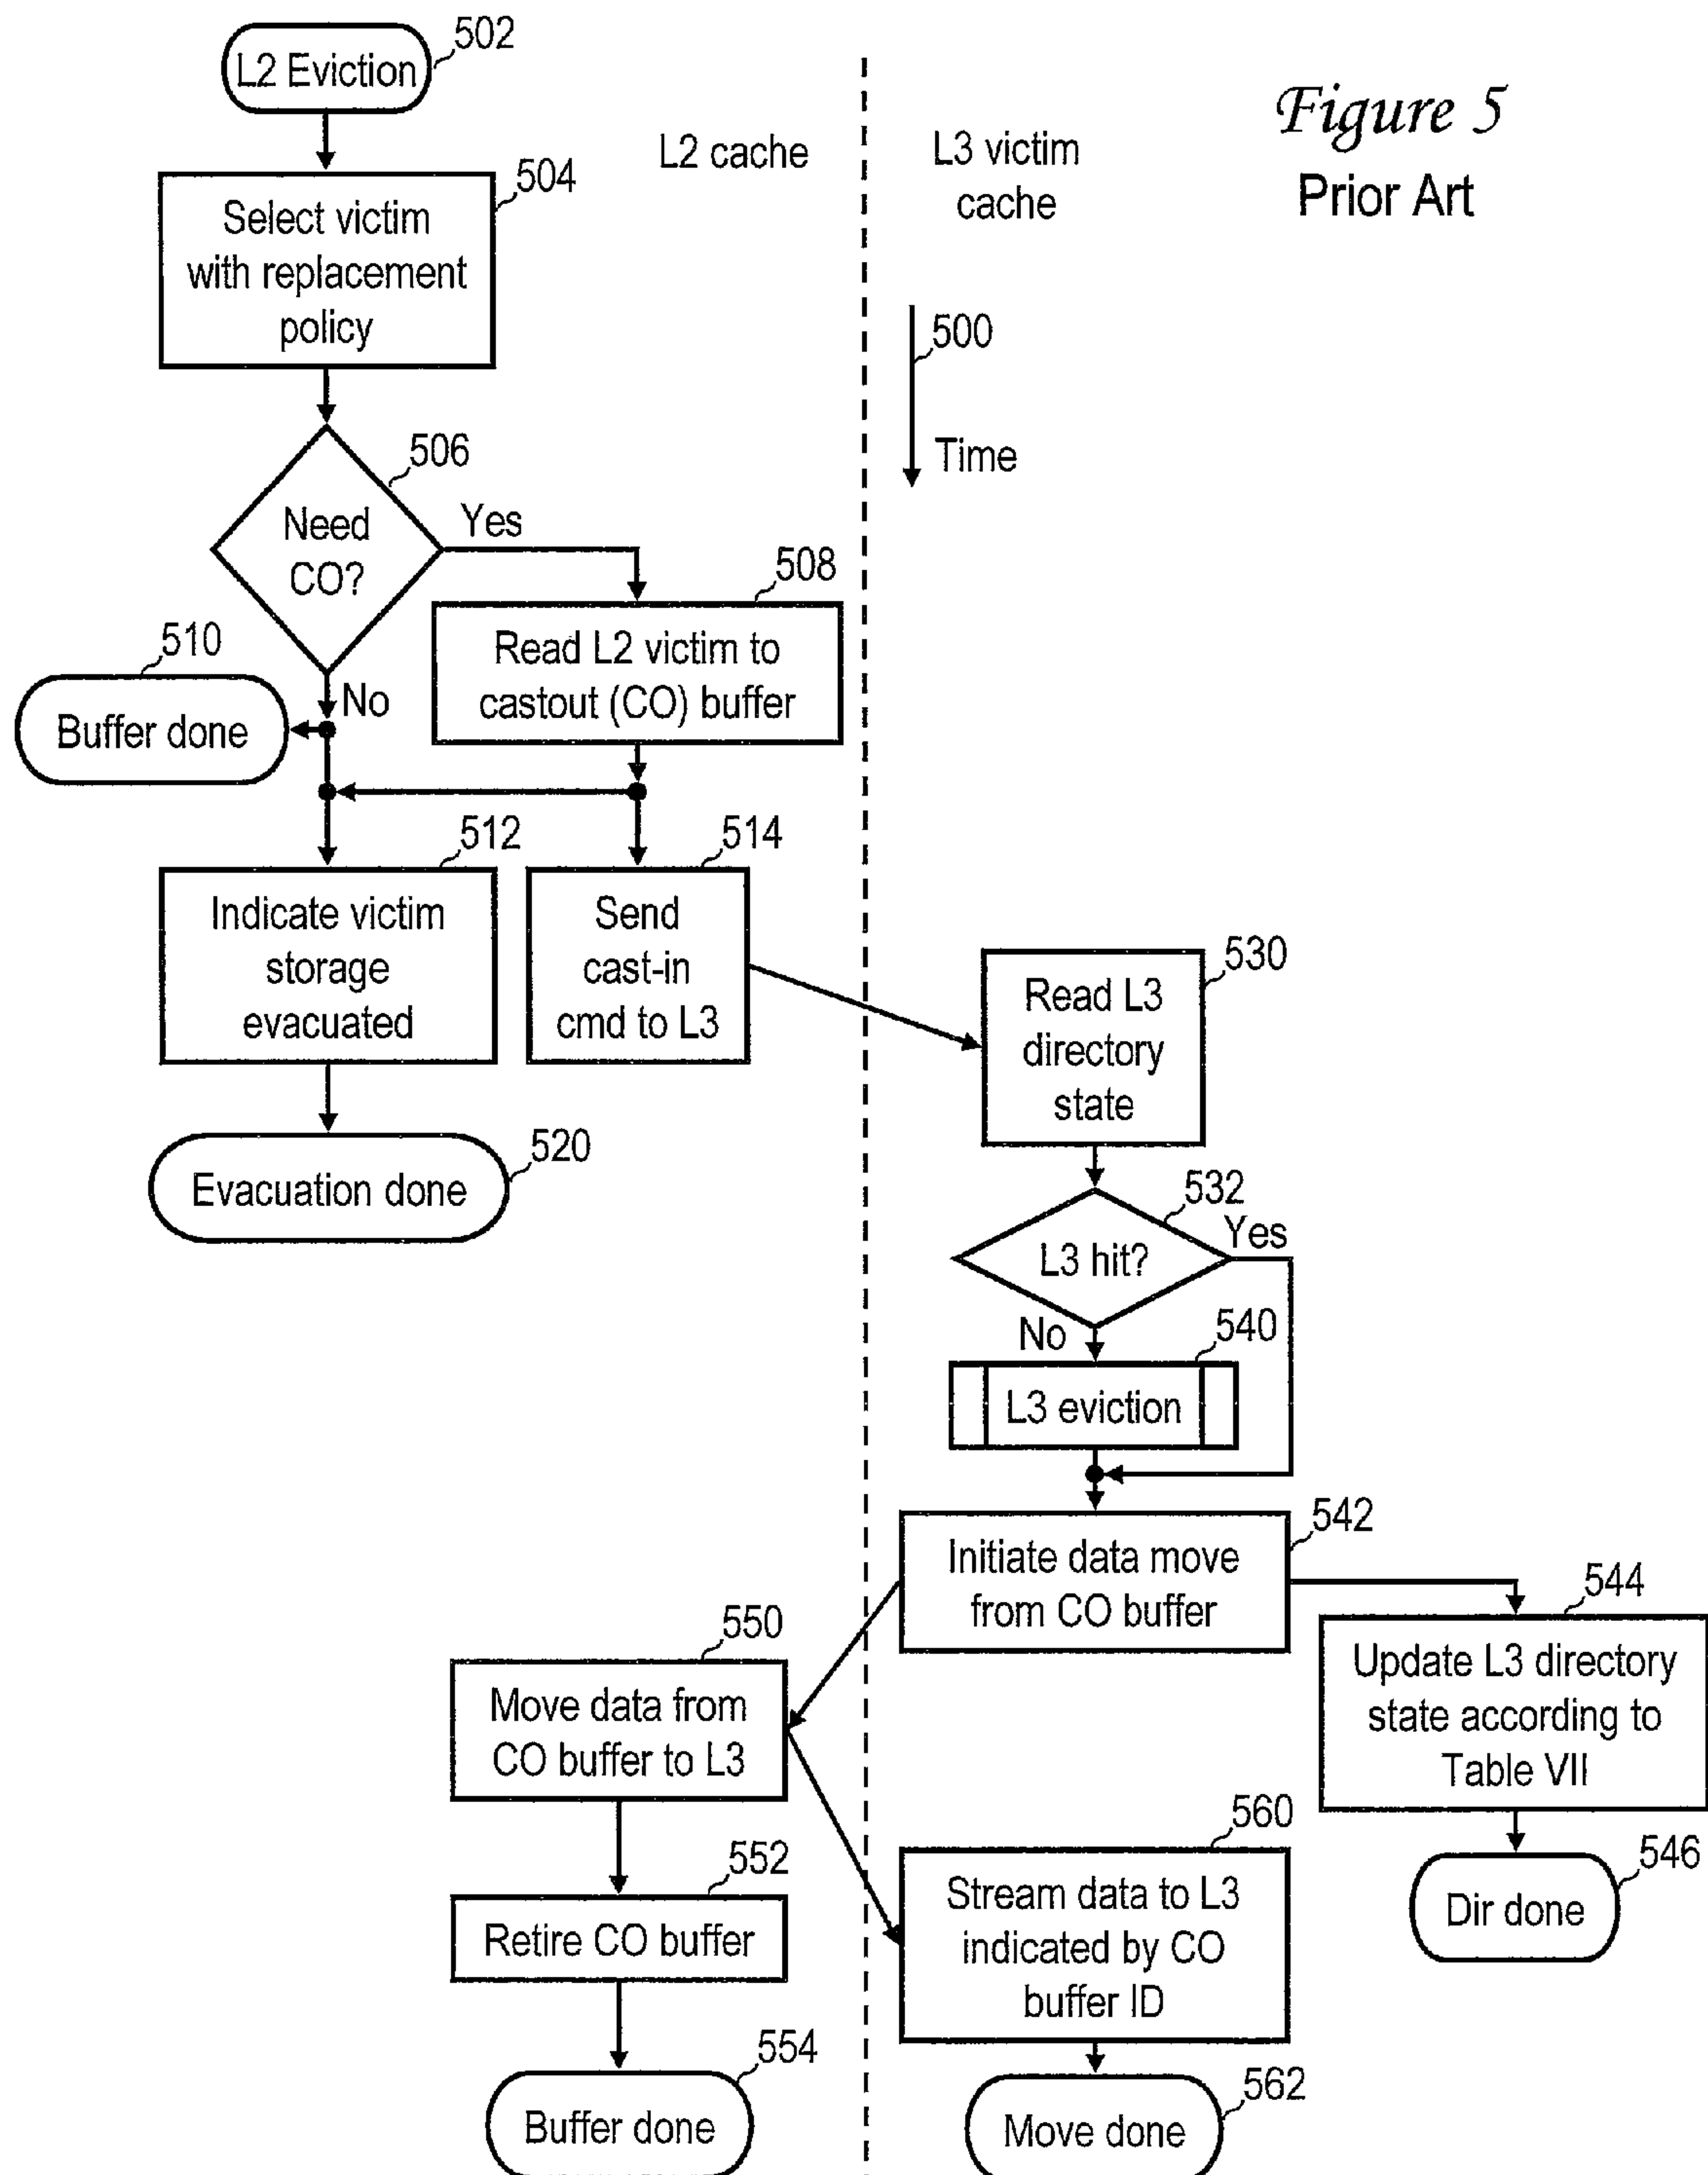 Figure 5
Prior Art
L2 cache
L3 victim
cache
500
Time
502
L2 Eviction
504
Select victim
with replacement
policy
506
Need
CO?
Yes
No
508
Read L2 victim to
castout (CO) buffer
510
Buffer done
512
Indicate victim
storage
evacuated
514
Send
cast-in
cmd to L3
520
Evacuation done
530
Read L3
directory
state
532
L3 hit?
Yes
No
540
L3 eviction
542
Initiate data move
from CO buffer
544
Update L3 directory
state according to
Table VII
546
Dir done
550
Move data from
CO buffer to L3
552
Retire CO buffer
554
Buffer done
560
Stream data to L3
indicated by CO
buffer ID
562
Move done